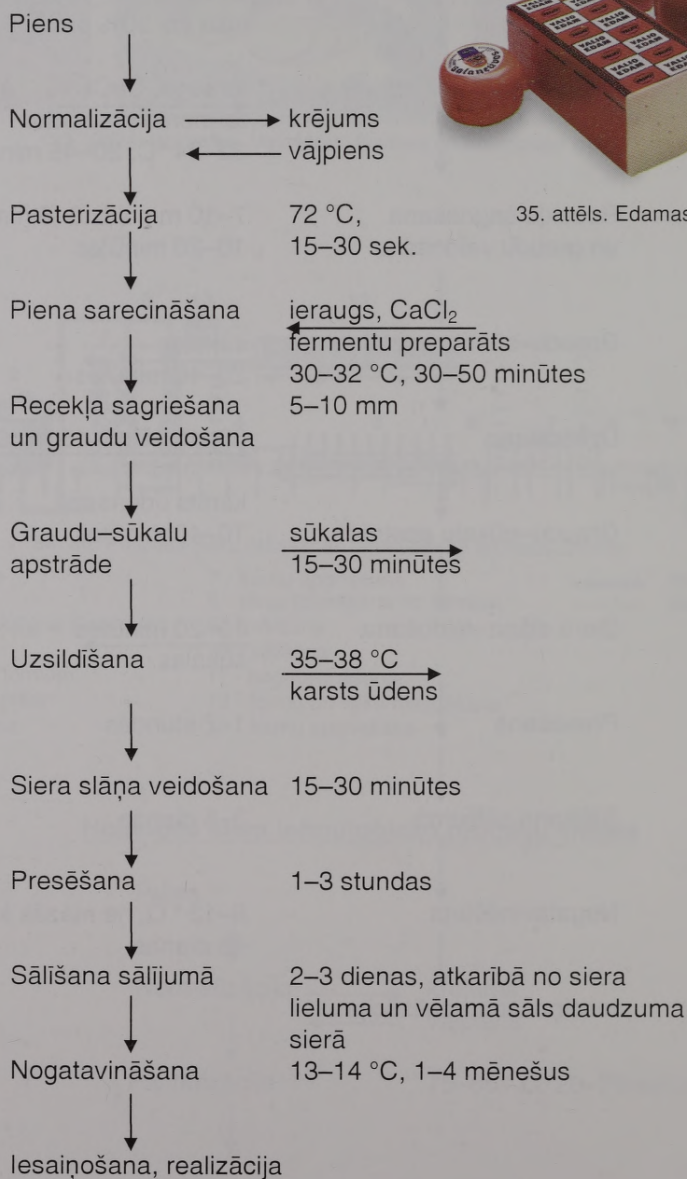 Piens
VALIO EDAM
Normalizācija krējums
vājpiens
Pasterizācija 72 °C,
15–30 sek.
35. attēls. Edamas
Piena sarecināšana ieraugs, CaCl₂
fermentu preparāts
30–32 °C, 30–50 minūtes
Recekļa sagriešana 5–10 mm
un graudu veidošana
Graudu–sūkalu sūkalas
apstrāde 15–30 minūtes
Uzsildīšana 35–38 °C
karsts ūdens
Siera slāņa veidošana 15–30 minūtes
Presēšana 1–3 stundas
Sālīšana sālījumā 2–3 dienas, atkarībā no siera
lieluma un vēlamā sāls daudzuma
sierā
Nogatavināšana 13–14 °C, 1–4 mēnešus
Iesaiņošana, realizācija